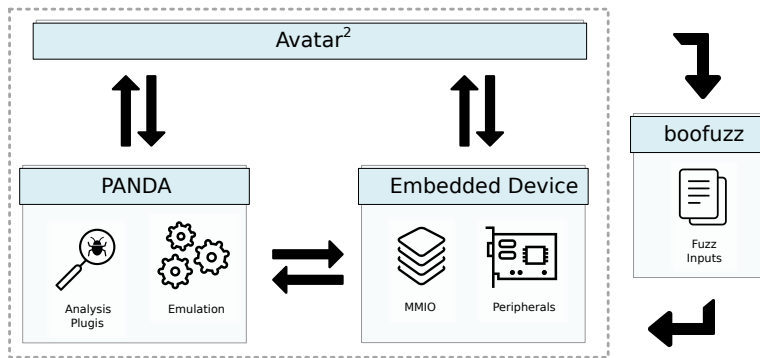 Avatar²
PANDA
Embedded Device
boofuzz
Analysis
Plugis
Emulation
MMIO
Peripherals
Fuzz
Inputs